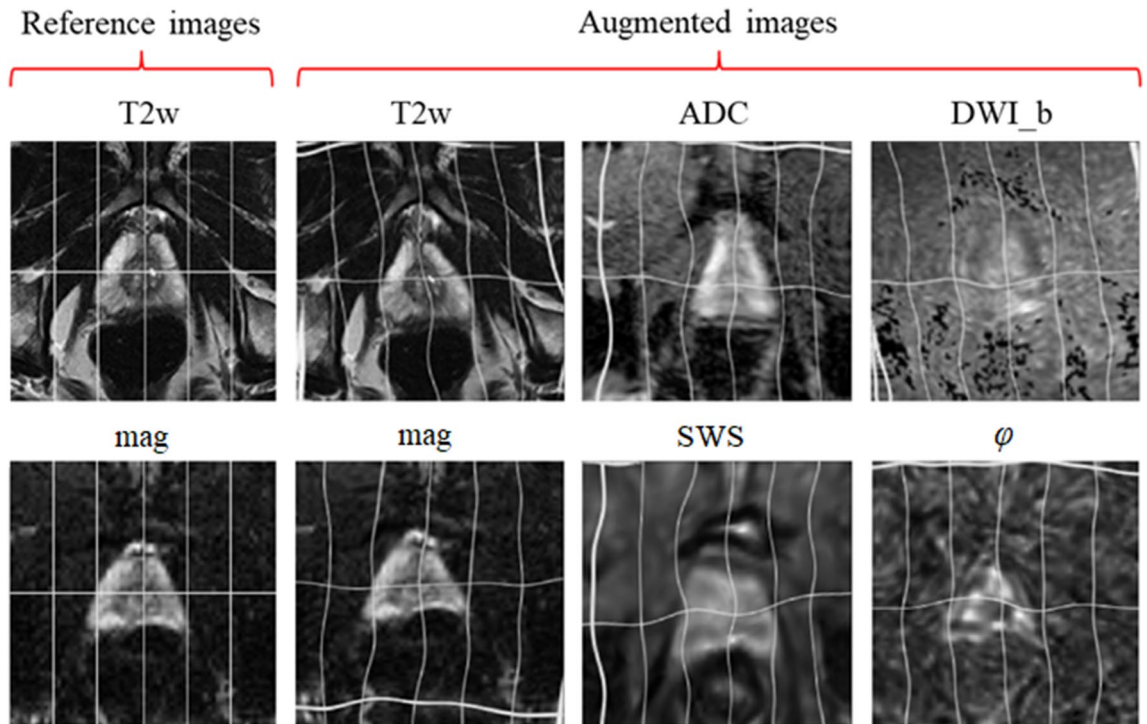 Reference images
Augmented images
T2w
T2w
ADC
DWI_b
mag
mag
SWS
φ